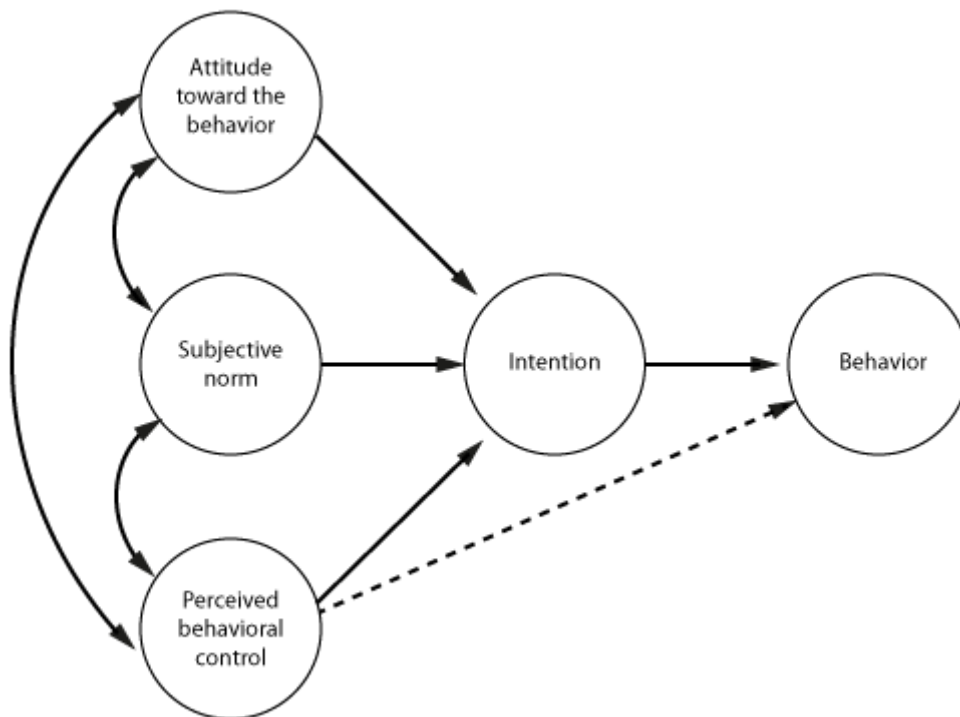 Attitude
toward the
behavior
Subjective
norm
Intention
Behavior
Perceived
behavioral
control